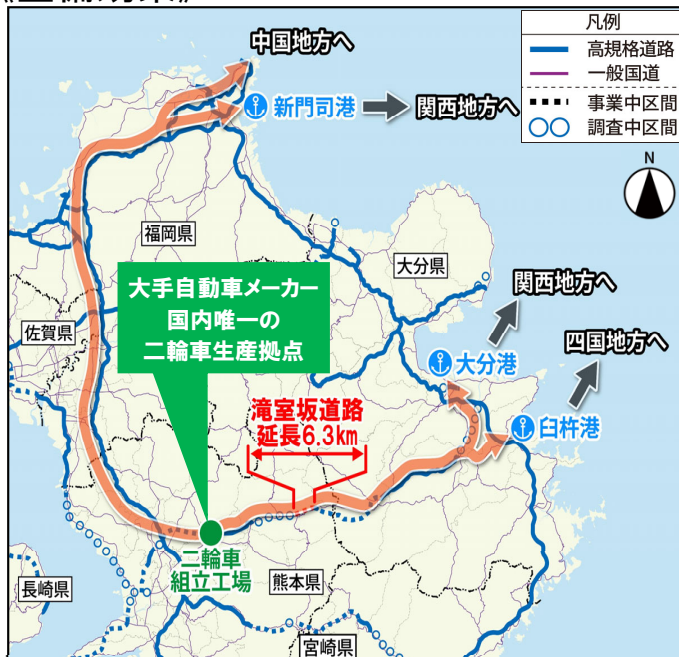 中国地方へ
凡例
高規格道路
一般国道
事業中区間
調査中区間
新門司港
関西地方へ
N
福岡県
大分県
大手自動車メーカー
国内唯一の
二輪車生産拠点
関西地方へ
佐賀県
四国地方へ
大分港
滝室坂道路
延長6.3km
臼杵港
二輪車
組立工場
熊本県
長崎県
宮崎県